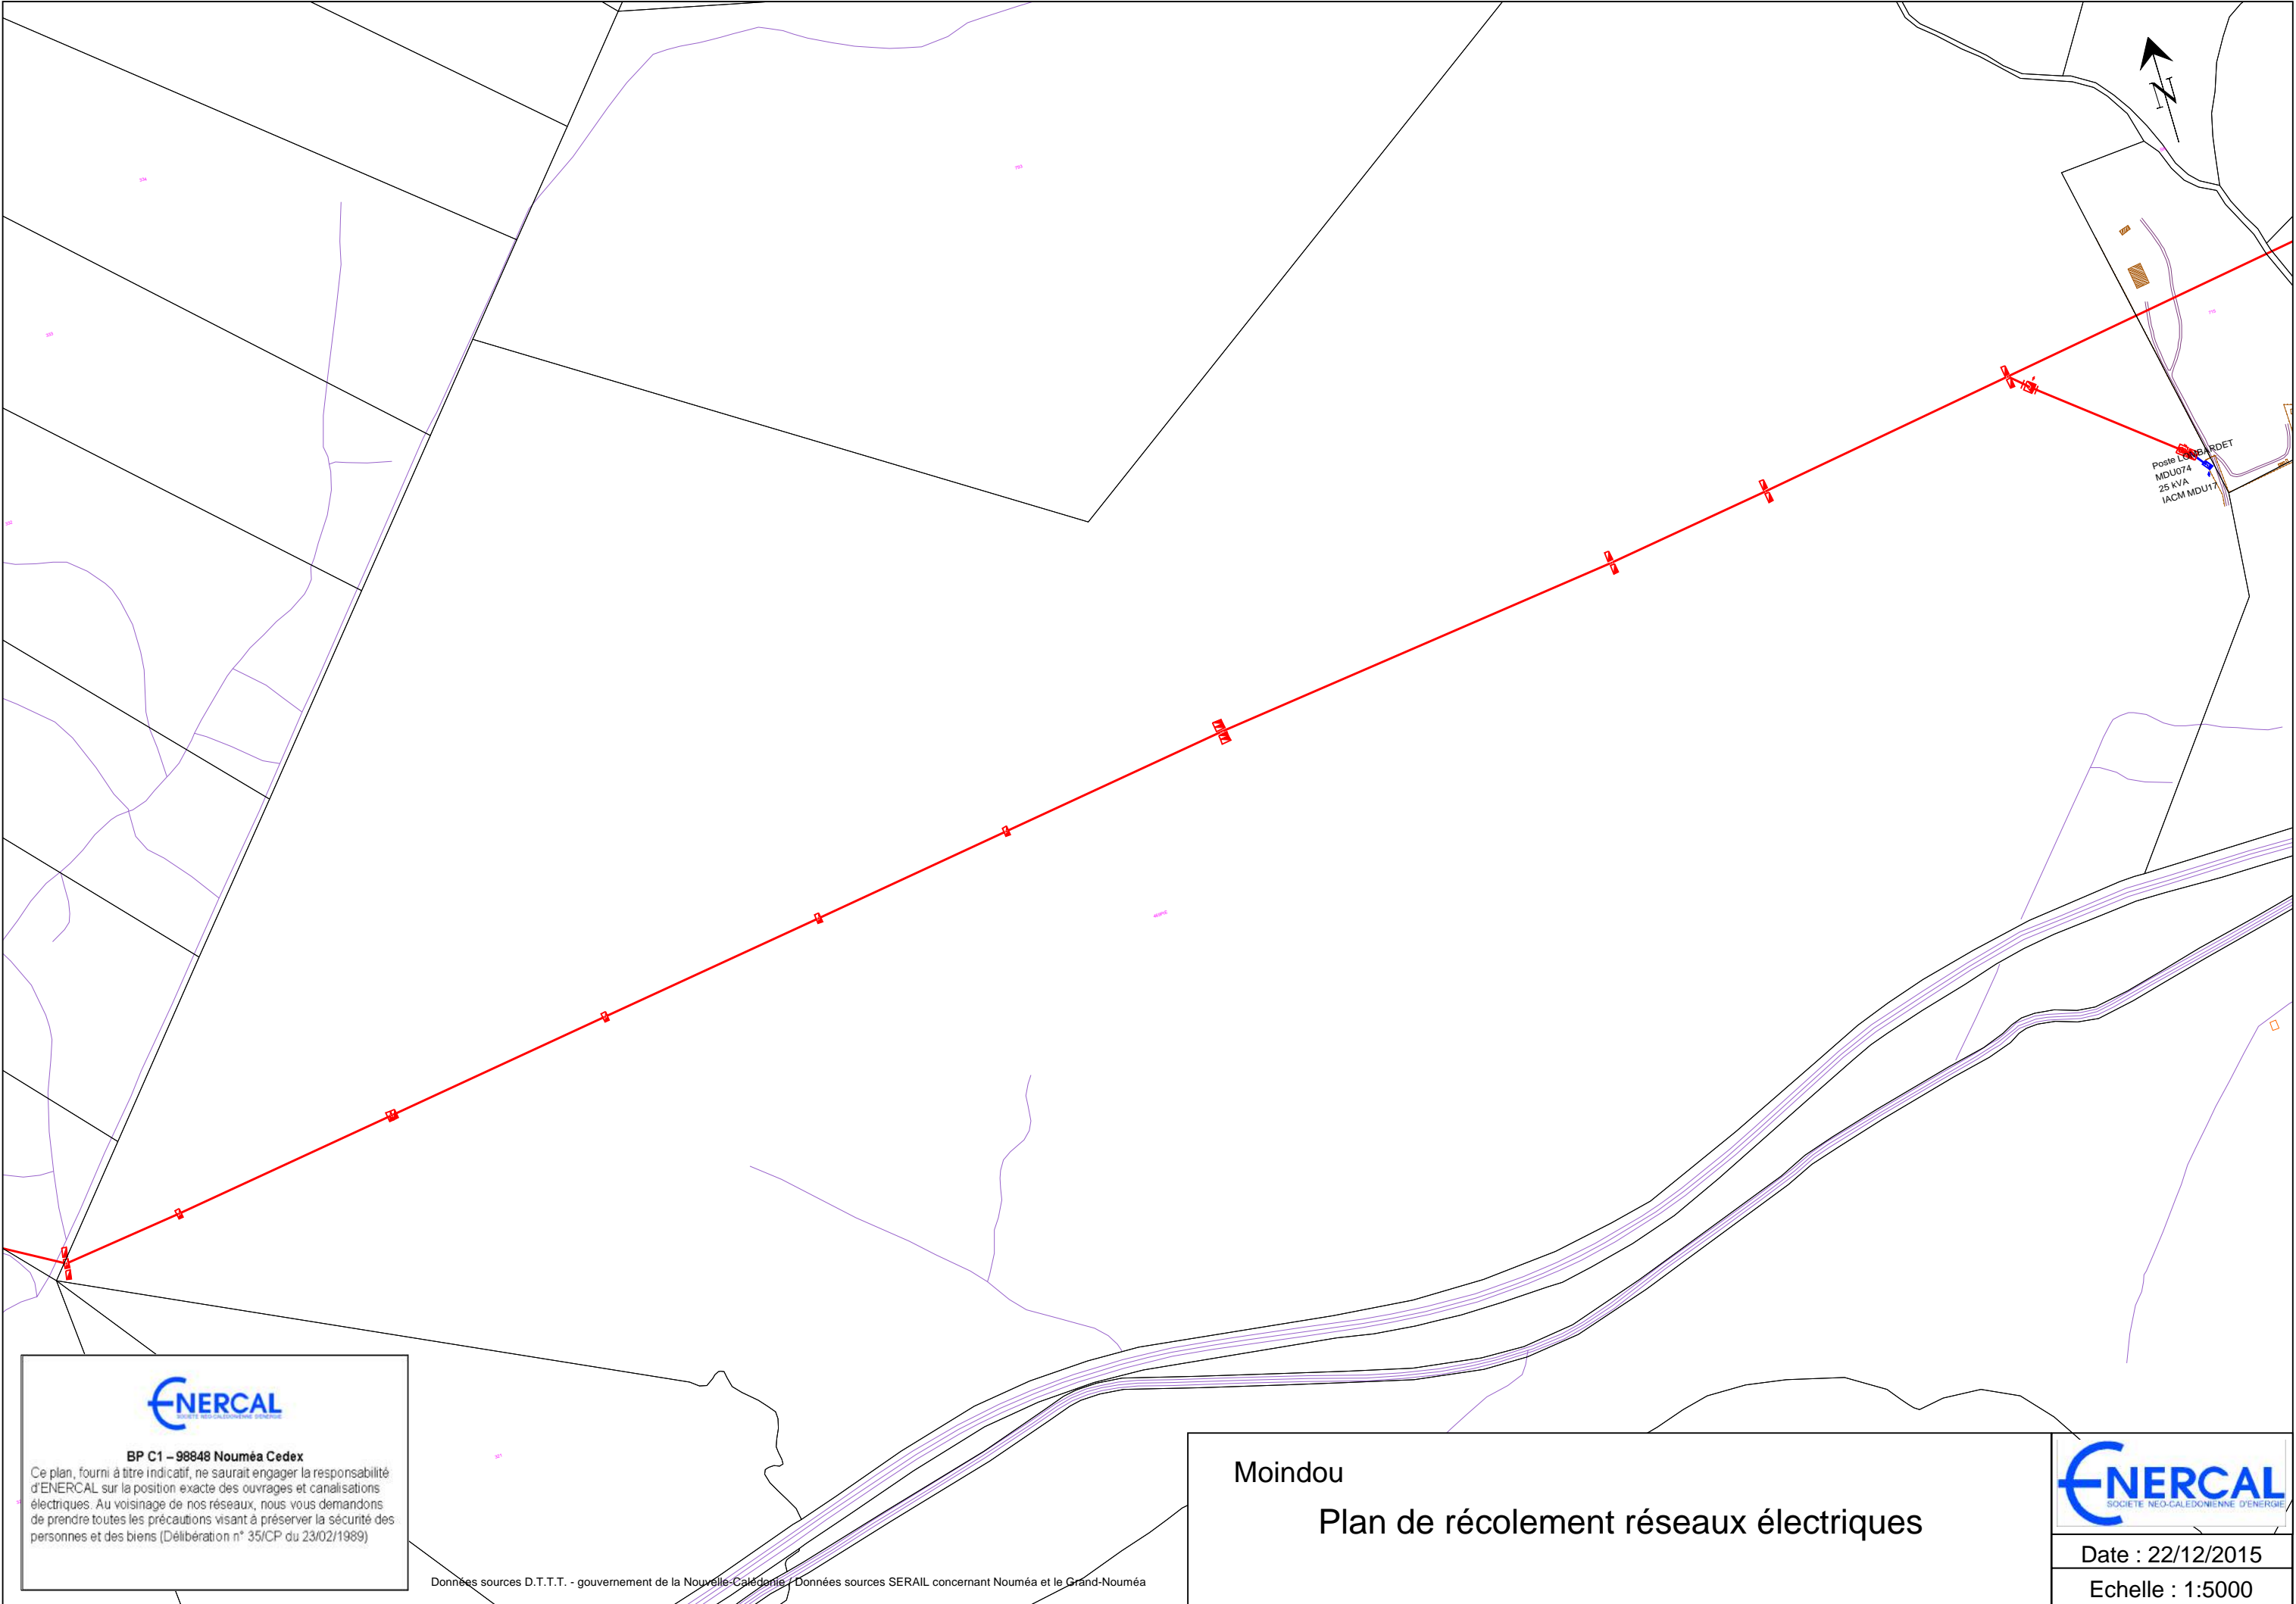 N
Poste LOMBARDET
MDU074
25 kVA
IACM MDU17
ENERCAL
SOCIETE NEO-CALEDONIENNE D'ENERGIE
BP C1 – 98848 Nouméa Cedex
Ce plan, fourni à titre indicatif, ne saurait engager la responsabilité
d'ENERCAL sur la position exacte des ouvrages et canalisations
électriques. Au voisinage de nos réseaux, nous vous demandons
de prendre toutes les précautions visant à préserver la sécurité des
personnes et des biens (Délibération n° 35/CP du 23/02/1989)
Données sources D.T.T.T. - gouvernement de la Nouvelle-Calédonie / Données sources SERAIL concernant Nouméa et le Grand-Nouméa
Moindou
Plan de récolement réseaux électriques
ENERCAL
SOCIETE NEO-CALEDONIENNE D'ENERGIE
Date : 22/12/2015
Echelle : 1:5000